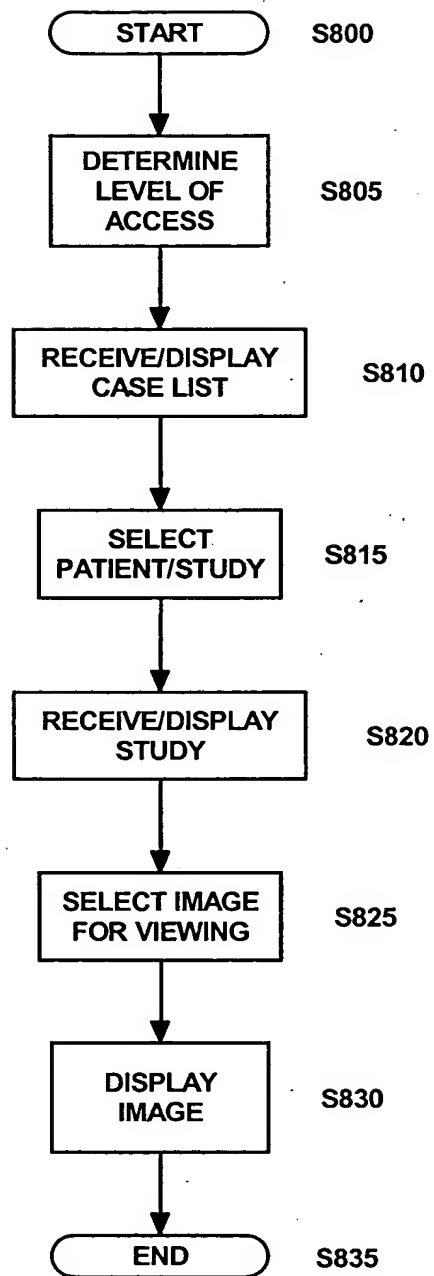 START S800
DETERMINE
LEVEL OF S805
ACCESS
RECEIVE/DISPLAY
CASE LIST S810
SELECT
PATIENT/STUDY S815
RECEIVE/DISPLAY
STUDY S820
SELECT IMAGE
FOR VIEWING S825
DISPLAY
IMAGE S830
END S835